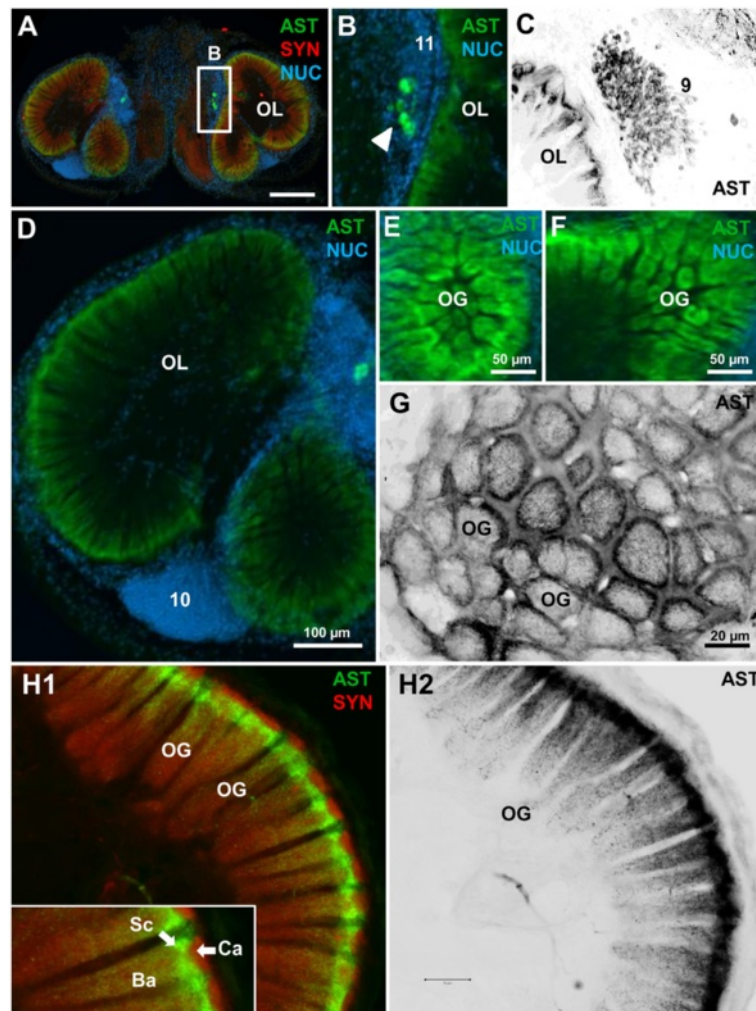 A
AST
SYN
NUC
B
OL
B
AST
NUC
11
OL
C
9
OL
AST
D
AST
NUC
OL
10
100 µm
E
AST
NUC
OG
50 µm
F
AST
NUC
OG
50 µm
G
AST
OG
OG
20 µm
H1
AST
SYN
OG
OG
Sc
Ca
Ba
H2
AST
OG